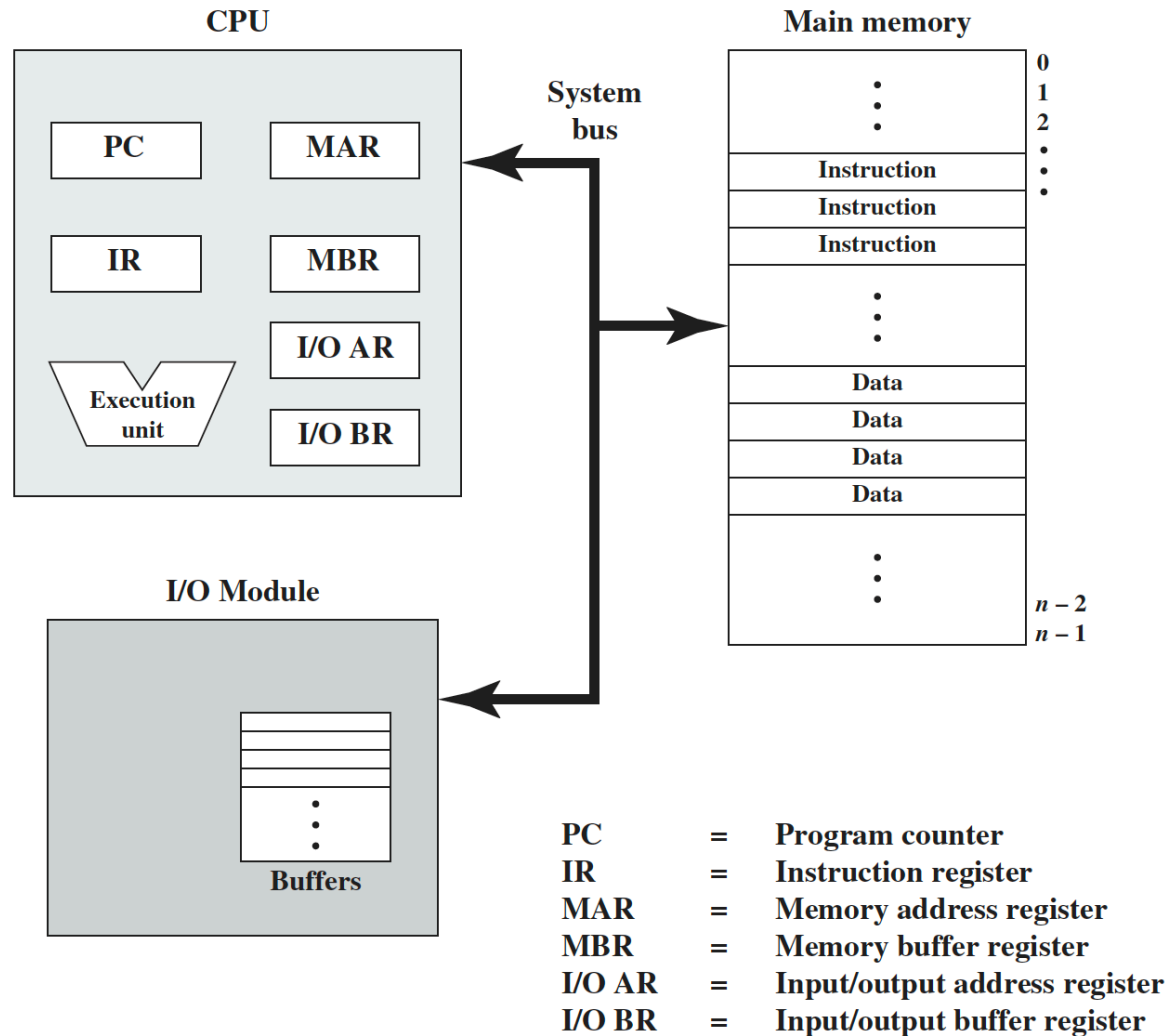 CPU
PC
MAR
IR
MBR
I/O AR
Execution
unit
I/O BR
System
bus
Main memory
0
1
2
Instruction
Instruction
Instruction
Data
Data
Data
Data
n – 2
n – 1
I/O Module
Buffers
PC = Program counter
IR = Instruction register
MAR = Memory address register
MBR = Memory buffer register
I/O AR = Input/output address register
I/O BR = Input/output buffer register